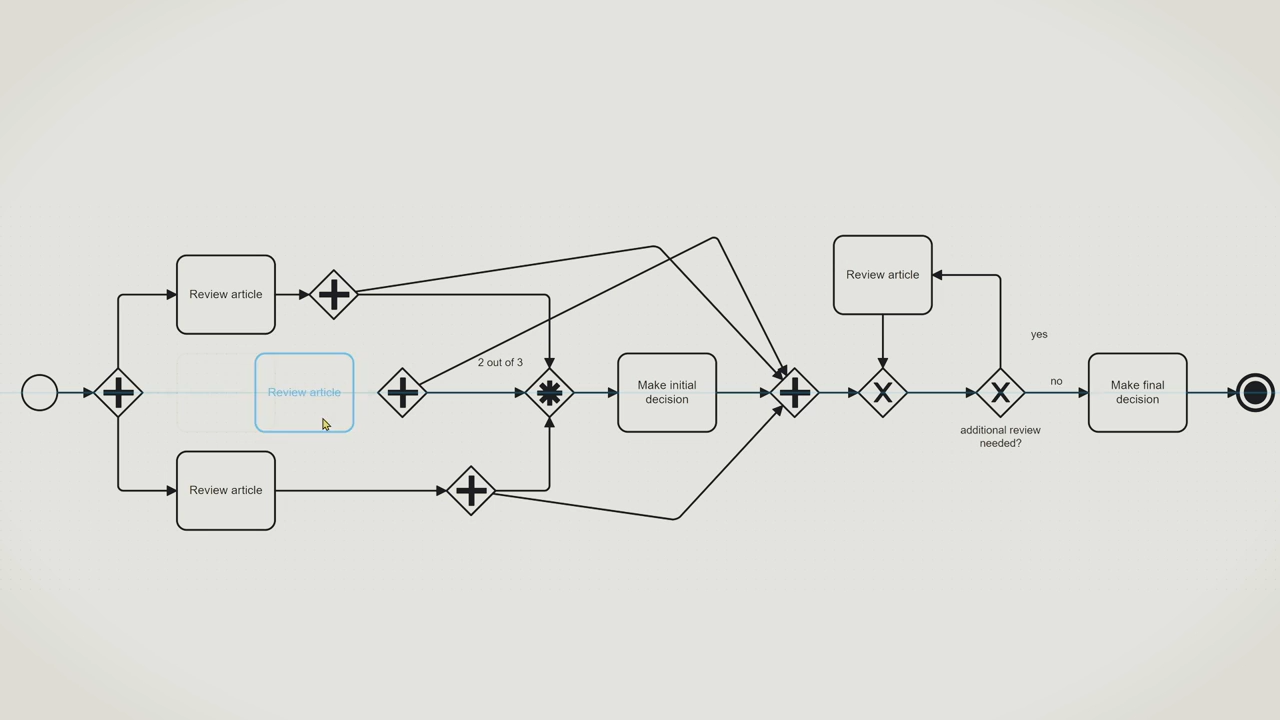 Review article
Review article
Review article
2 out of 3
Make initial
decision
Review article
yes
no
additional review
needed?
Make final
decision